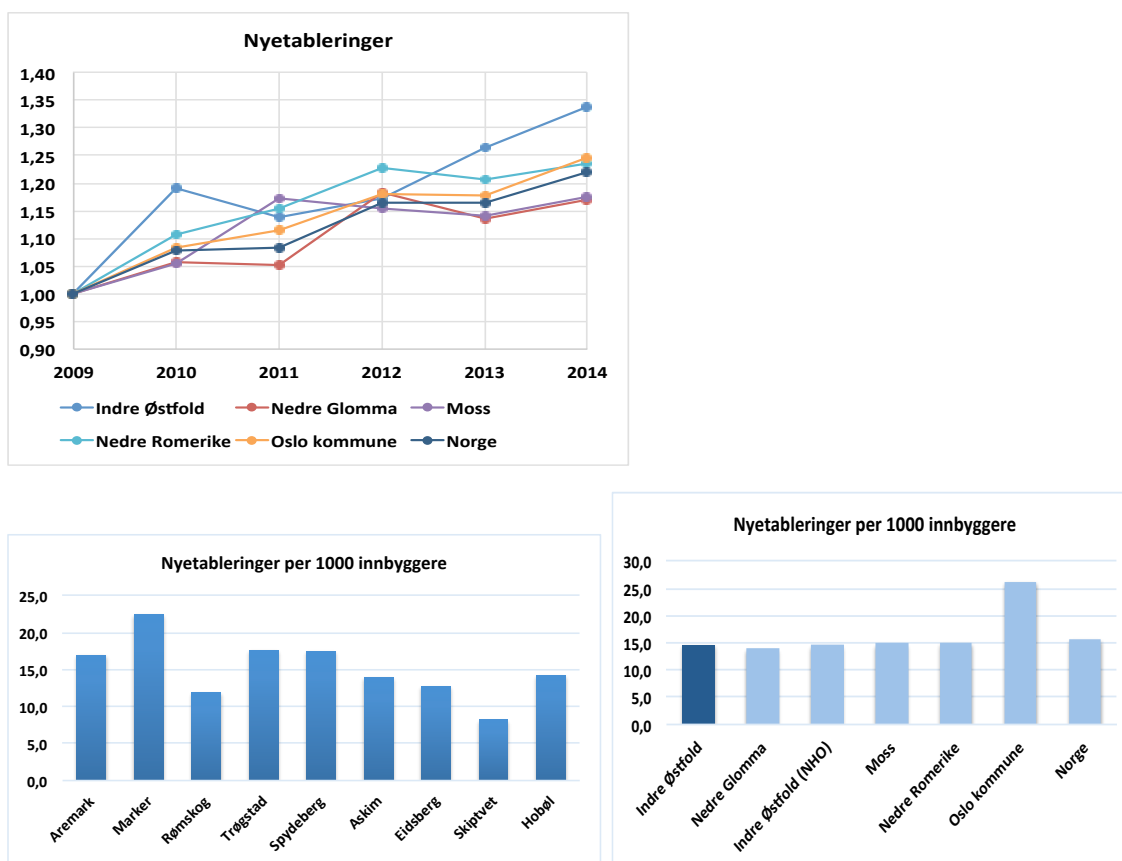 Nyetableringer
1,40
1,35
1,30
1,25
1,20
1,15
1,10
1,05
1,00
0,95
0,90
2009 2010 2011 2012 2013 2014
Indre Østfold Nedre Glomma Moss
Nedre Romerike Oslo kommune Norge
Nyetableringer per 1000 innbyggere
25,0
20,0
15,0
10,0
5,0
0,0
Aremark
Marker
Rømskog
Trøgstad
Spydeberg
Askim
Eidsberg
Skiptvet
Hobøl
Nyetableringer per 1000 innbyggere
30,0
25,0
20,0
15,0
10,0
5,0
0,0
Indre Østfold
Nedre Glomma
Indre Østfold (NHO)
Moss
Nedre Romerike
Oslo kommune
Norge